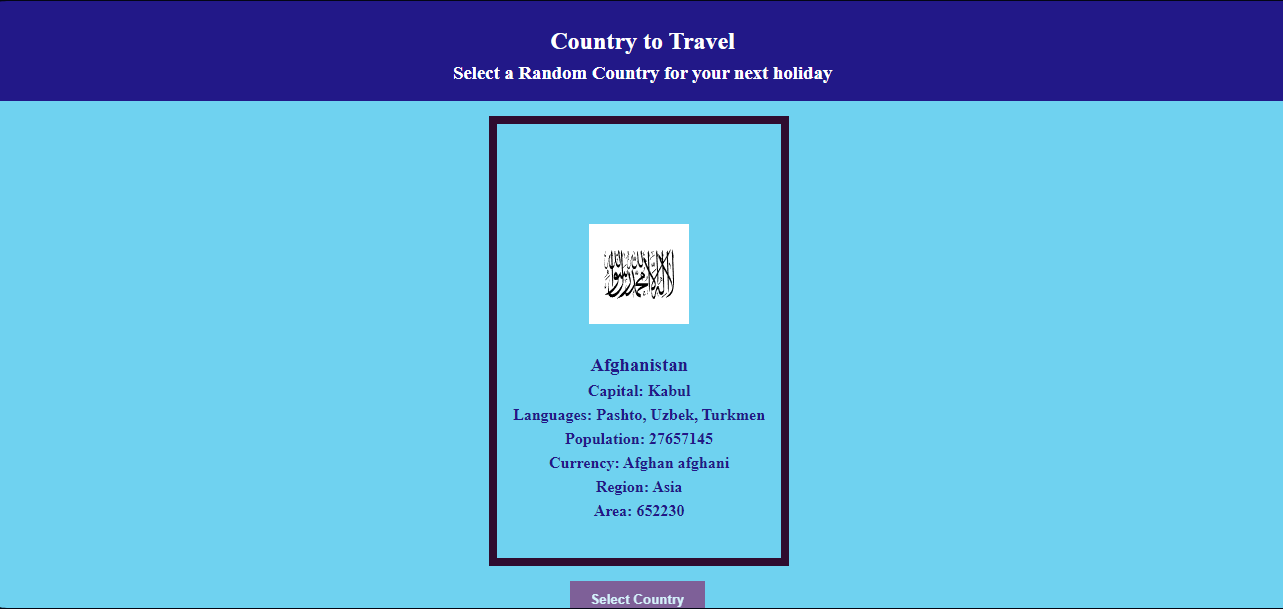 Country to Travel
Select a Random Country for your next holiday
لا إله إلا الله محمد رسول الله
Afghanistan
Capital: Kabul
Languages: Pashto, Uzbek, Turkmen
Population: 27657145
Currency: Afghan afghani
Region: Asia
Area: 652230
Select Country